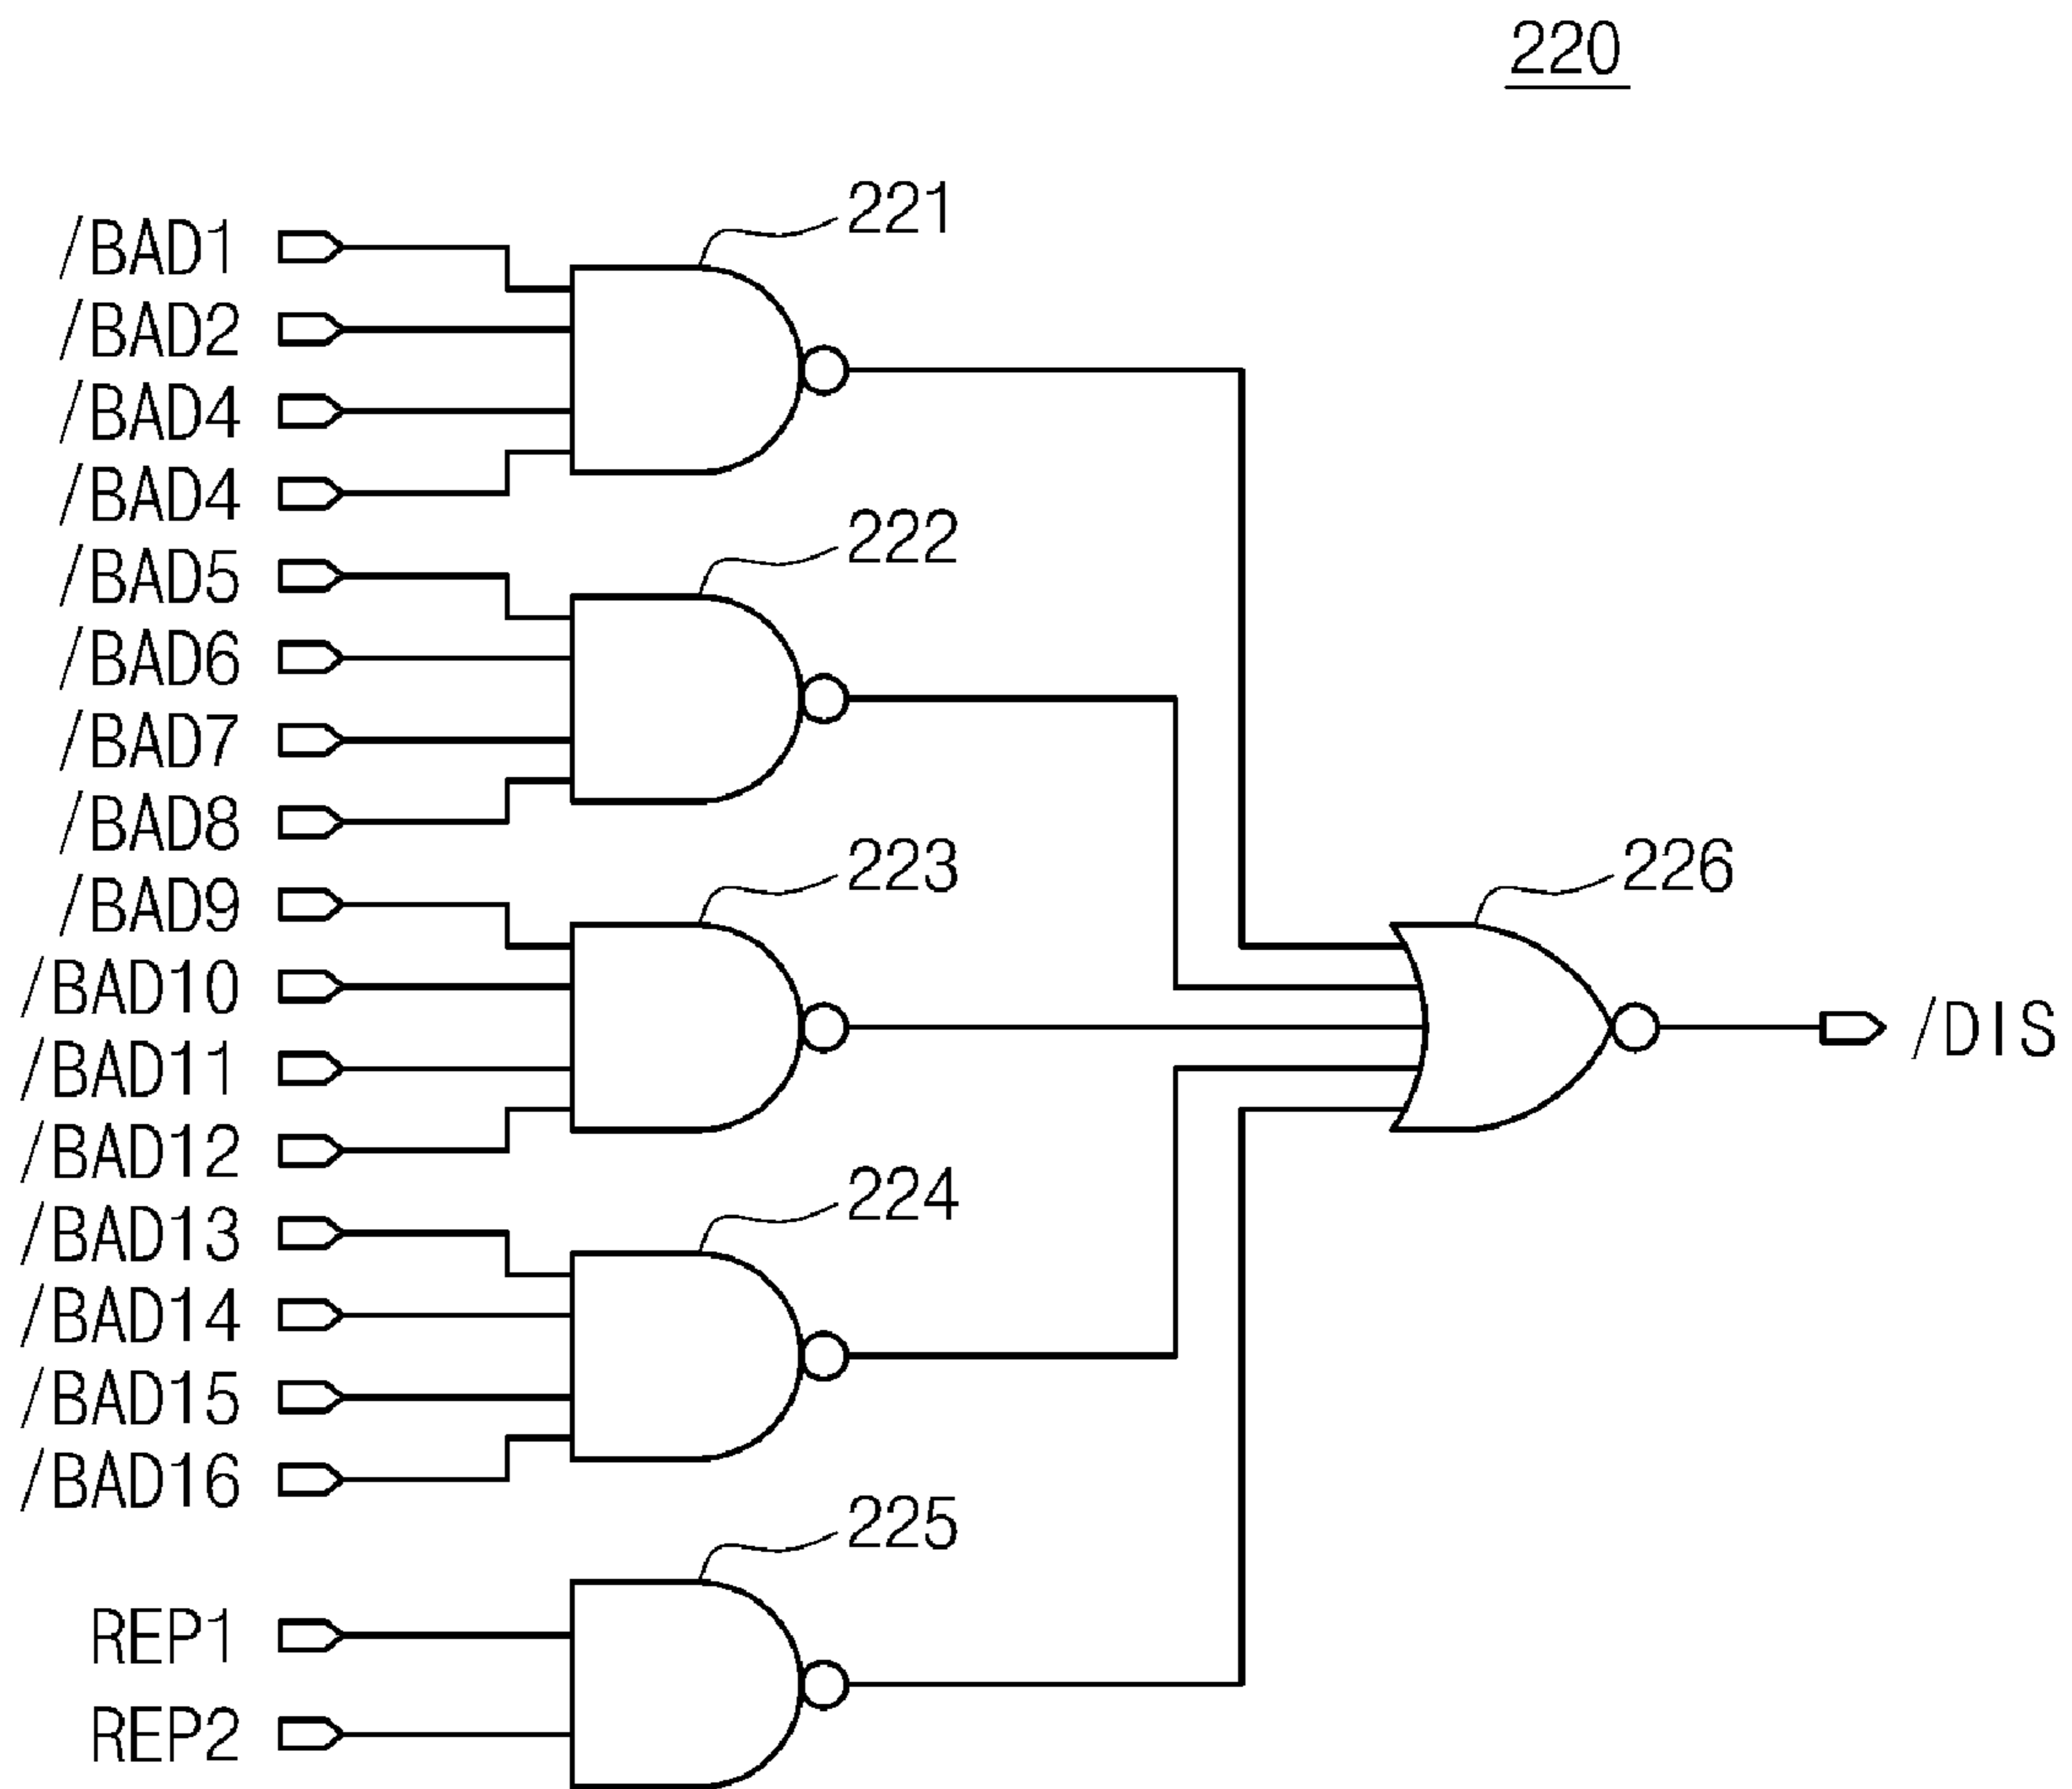 220
221
/BAD1
/BAD2
/BAD4
/BAD4
222
/BAD5
/BAD6
/BAD7
/BAD8
223
226
/BAD9
/BAD10
/DIS
/BAD11
/BAD12
224
/BAD13
/BAD14
/BAD15
/BAD16
225
REP1
REP2